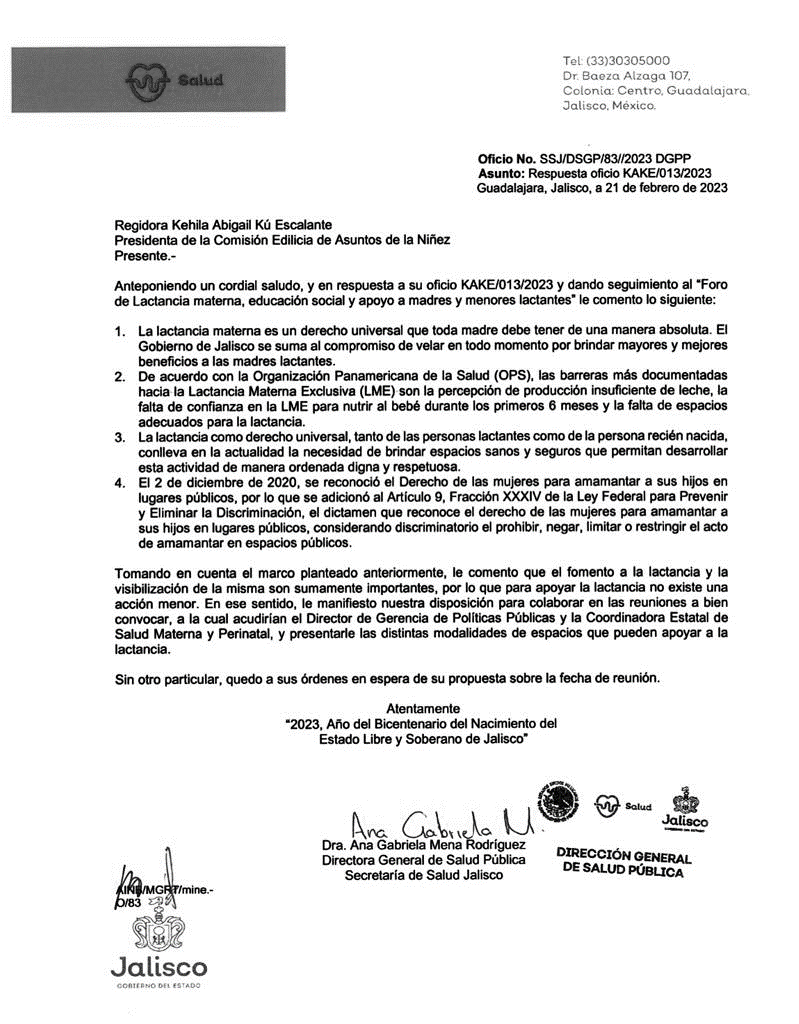 Salud
Tel: (33)30305000
Dr. Baeza Alzaga 107,
Colonia: Centro, Guadalajara,
Jalisco, México.
Oficio No. SSJ/DSGP/83//2023 DGPP
Asunto: Respuesta oficio KAKE/013/2023
Guadalajara, Jalisco, a 21 de febrero de 2023
Regidora Kehila Abigail Kú Escalante
Presidenta de la Comisión Edilicia de Asuntos de la Niñez
Presente.-
Anteponiendo un cordial saludo, y en respuesta a su oficio KAKE/013/2023 y dando seguimiento al "Foro
de Lactancia materna, educación social y apoyo a madres y menores lactantes" le comento lo siguiente:
1. La lactancia materna es un derecho universal que toda madre debe tener de una manera absoluta. El
Gobierno de Jalisco se suma al compromiso de velar en todo momento por brindar mayores y mejores
beneficios a las madres lactantes.
2. De acuerdo con la Organización Panamericana de la Salud (OPS), las barreras más documentadas
hacia la Lactancia Materna Exclusiva (LME) son la percepción de producción insuficiente de leche, la
falta de confianza en la LME para nutrir al bebé durante los primeros 6 meses y la falta de espacios
adecuados para la lactancia.
3. La lactancia como derecho universal, tanto de las personas lactantes como de la persona recién nacida,
conlleva en la actualidad la necesidad de brindar espacios sanos y seguros que permitan desarrollar
esta actividad de manera ordenada digna y respetuosa.
4. El 2 de diciembre de 2020, se reconoció el Derecho de las mujeres para amamantar a sus hijos en
lugares públicos, por lo que se adicionó al Artículo 9, Fracción XXXIV de la Ley Federal para Prevenir
y Eliminar la Discriminación, el dictamen que reconoce el derecho de las mujeres para amamantar a
sus hijos en lugares públicos, considerando discriminatorio el prohibir, negar, limitar o restringir el acto
de amamantar en espacios públicos.
Tomando en cuenta el marco planteado anteriormente, le comento que el fomento a la lactancia y la
visibilización de la misma son sumamente importantes, por lo que para apoyar la lactancia no existe una
acción menor. En ese sentido, le manifiesto nuestra disposición para colaborar en las reuniones a bien
convocar, a la cual acudirían el Director de Gerencia de Políticas Públicas y la Coordinadora Estatal de
Salud Materna y Perinatal, y presentarle las distintas modalidades de espacios que pueden apoyar a la
lactancia.
Sin otro particular, quedo a sus órdenes en espera de su propuesta sobre la fecha de reunión.
Atentamente
"2023, Año del Bicentenario del Nacimiento del
Estado Libre y Soberano de Jalisco"
Ana Gabriela M.
Dra. Ana Gabriela Mena Rodríguez
Directora General de Salud Pública
Secretaría de Salud Jalisco
Salud
Jalisco
GOBIERNO DEL ESTADO
DIRECCIÓN GENERAL
DE SALUD PÚBLICA
/mine.-
/83
Jalisco
GOBIERNO DEL ESTADO